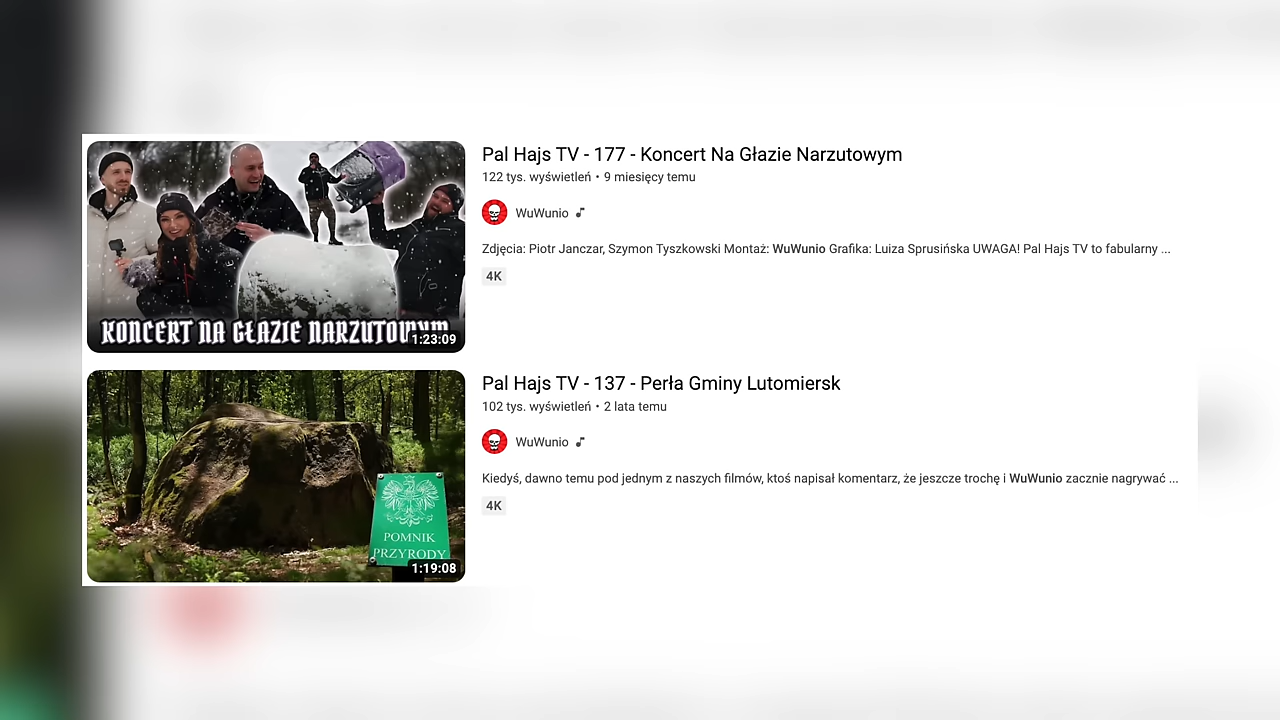 Pal Hajs TV - 177 - Koncert Na Głazie Narzutowym
122 tys. wyświetleń • 9 miesięcy temu
WuWunio
Zdjęcia: Piotr Janczar, Szymon Tyszkowski Montaż: WuWunio Grafika: Luiza Sprusińska UWAGA! Pal Hajs TV to fabularny ...
4K
KONCERT NA GŁAZIE NARZUTOWYM
1:23:09
Pal Hajs TV - 137 - Perła Gminy Lutomiersk
102 tys. wyświetleń • 2 lata temu
WuWunio
Kiedyś, dawno temu pod jednym z naszych filmów, ktoś napisał komentarz, że jeszcze trochę i WuWunio zacznie nagrywać ...
4K
POMNIK
PRZYRODY
1:19:08